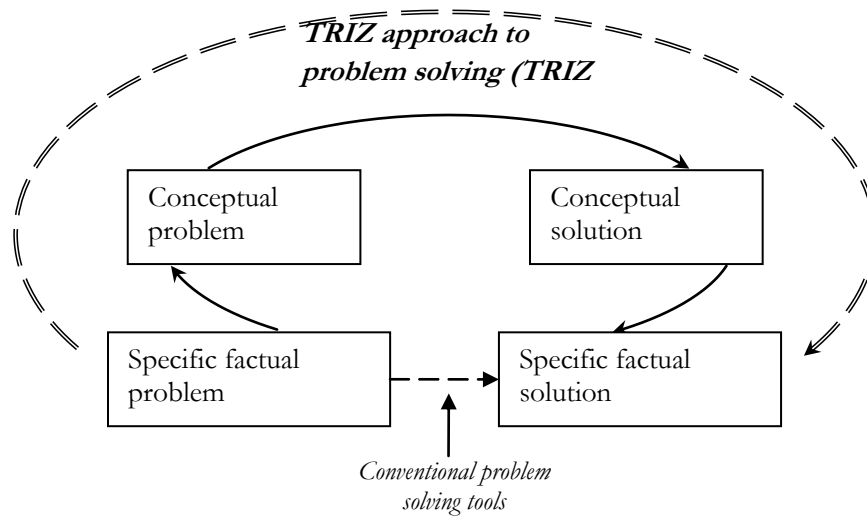 TRIZ approach to
problem solving (TRIZ
Conceptual
problem
Conceptual
solution
Specific factual
problem
Specific factual
solution
Conventional problem
solving tools